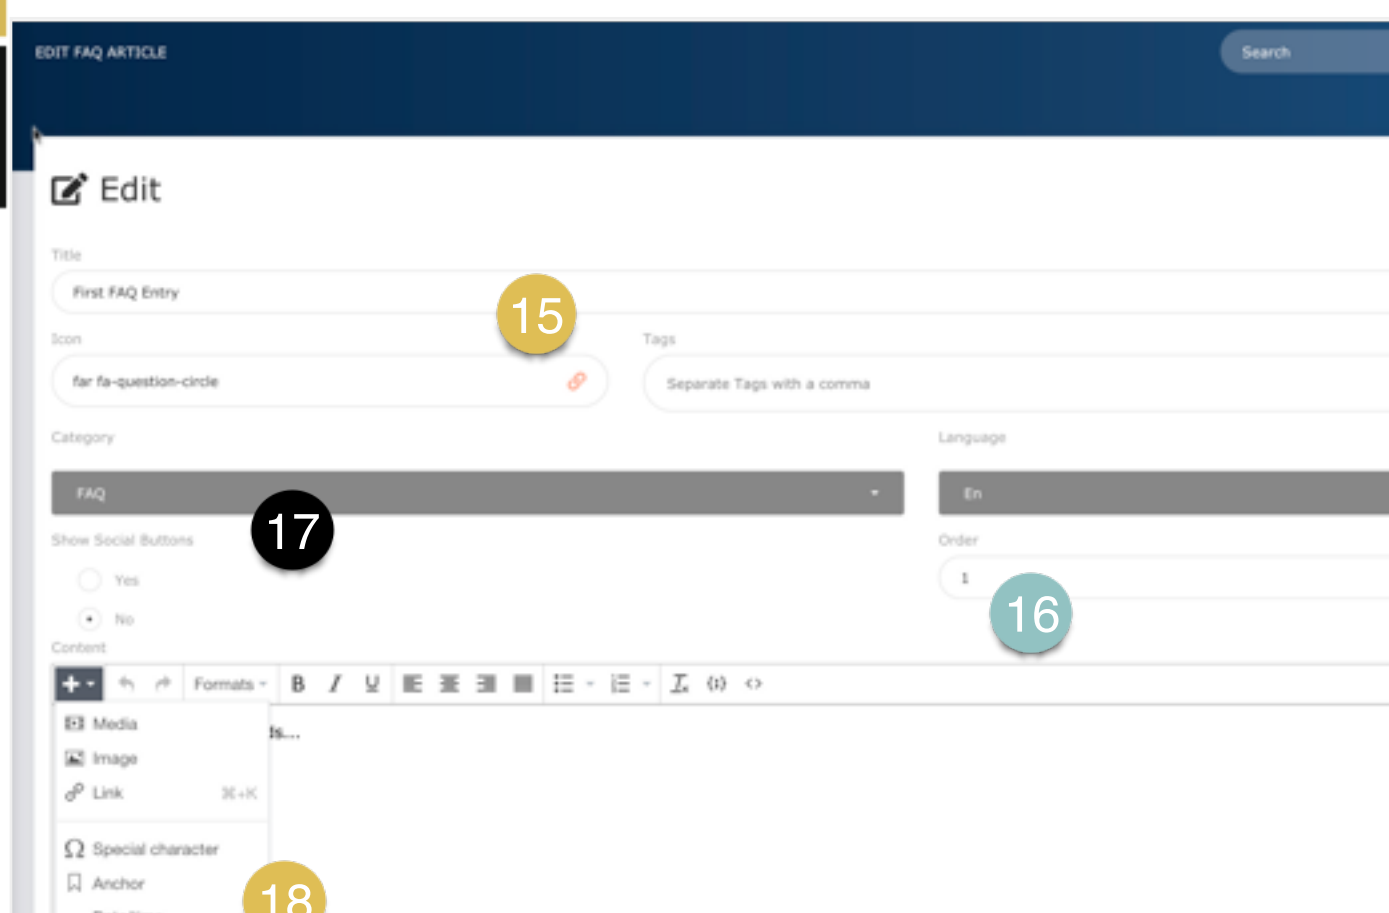 EDIT FAQ ARTICLE
Search
Edit
Title
First FAQ Entry
15
Icon
Tags
far fa-question-circle
Separate Tags with a comma
Category
Language
FAQ
En
17
Show Social Buttons
Order
Yes
1
16
No
Content
Formats
B I U
Media
ds...
Image
Link ⌘+K
Special character
Anchor
18